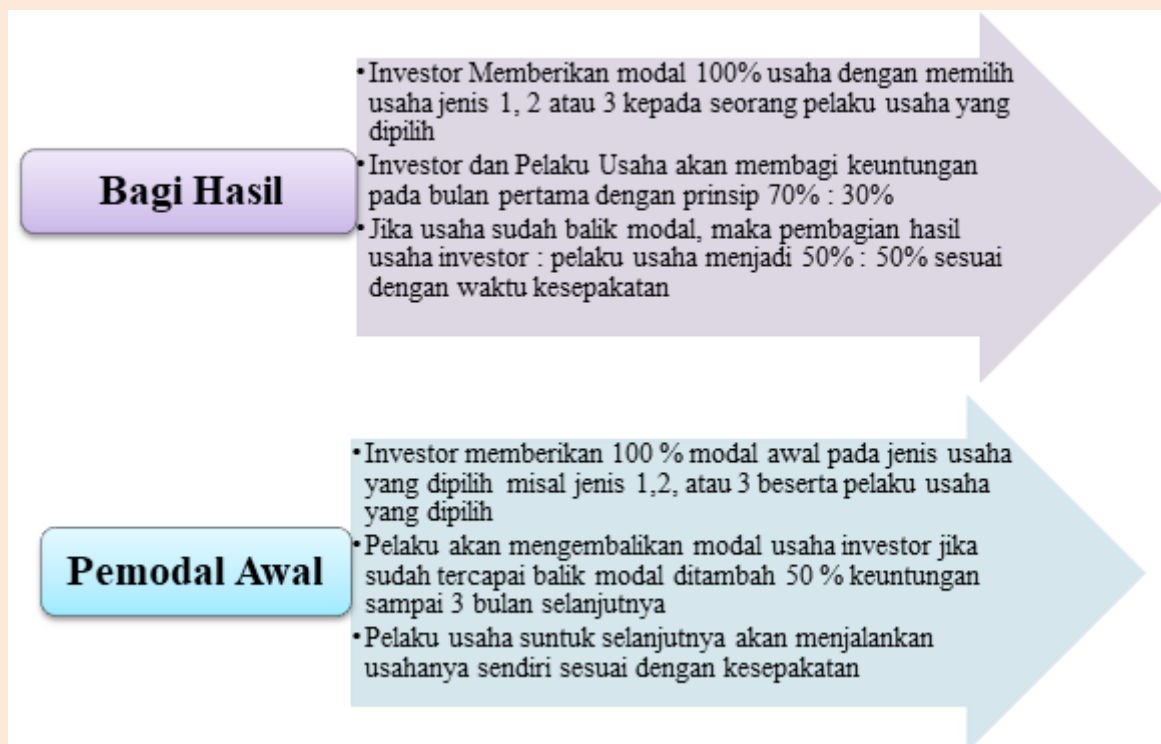 Bagi Hasil
•Investor Memberikan modal 100% usaha dengan memilih
usaha jenis 1, 2 atau 3 kepada seorang pelaku usaha yang
dipilih
•Investor dan Pelaku Usaha akan membagi keuntungan
pada bulan pertama dengan prinsip 70% : 30%
•Jika usaha sudah balik modal, maka pembagian hasil
usaha investor : pelaku usaha menjadi 50% : 50% sesuai
dengan waktu kesepakatan
Pemodal Awal
•Investor memberikan 100 % modal awal pada jenis usaha
yang dipilih misal jenis 1,2, atau 3 beserta pelaku usaha
yang dipilih
•Pelaku akan mengembalikan modal usaha investor jika
sudah tercapai balik modal ditambah 50 % keuntungan
sampai 3 bulan selanjutnya
•Pelaku usaha suntuk selanjutnya akan menjalankan
usahanya sendiri sesuai dengan kesepakatan